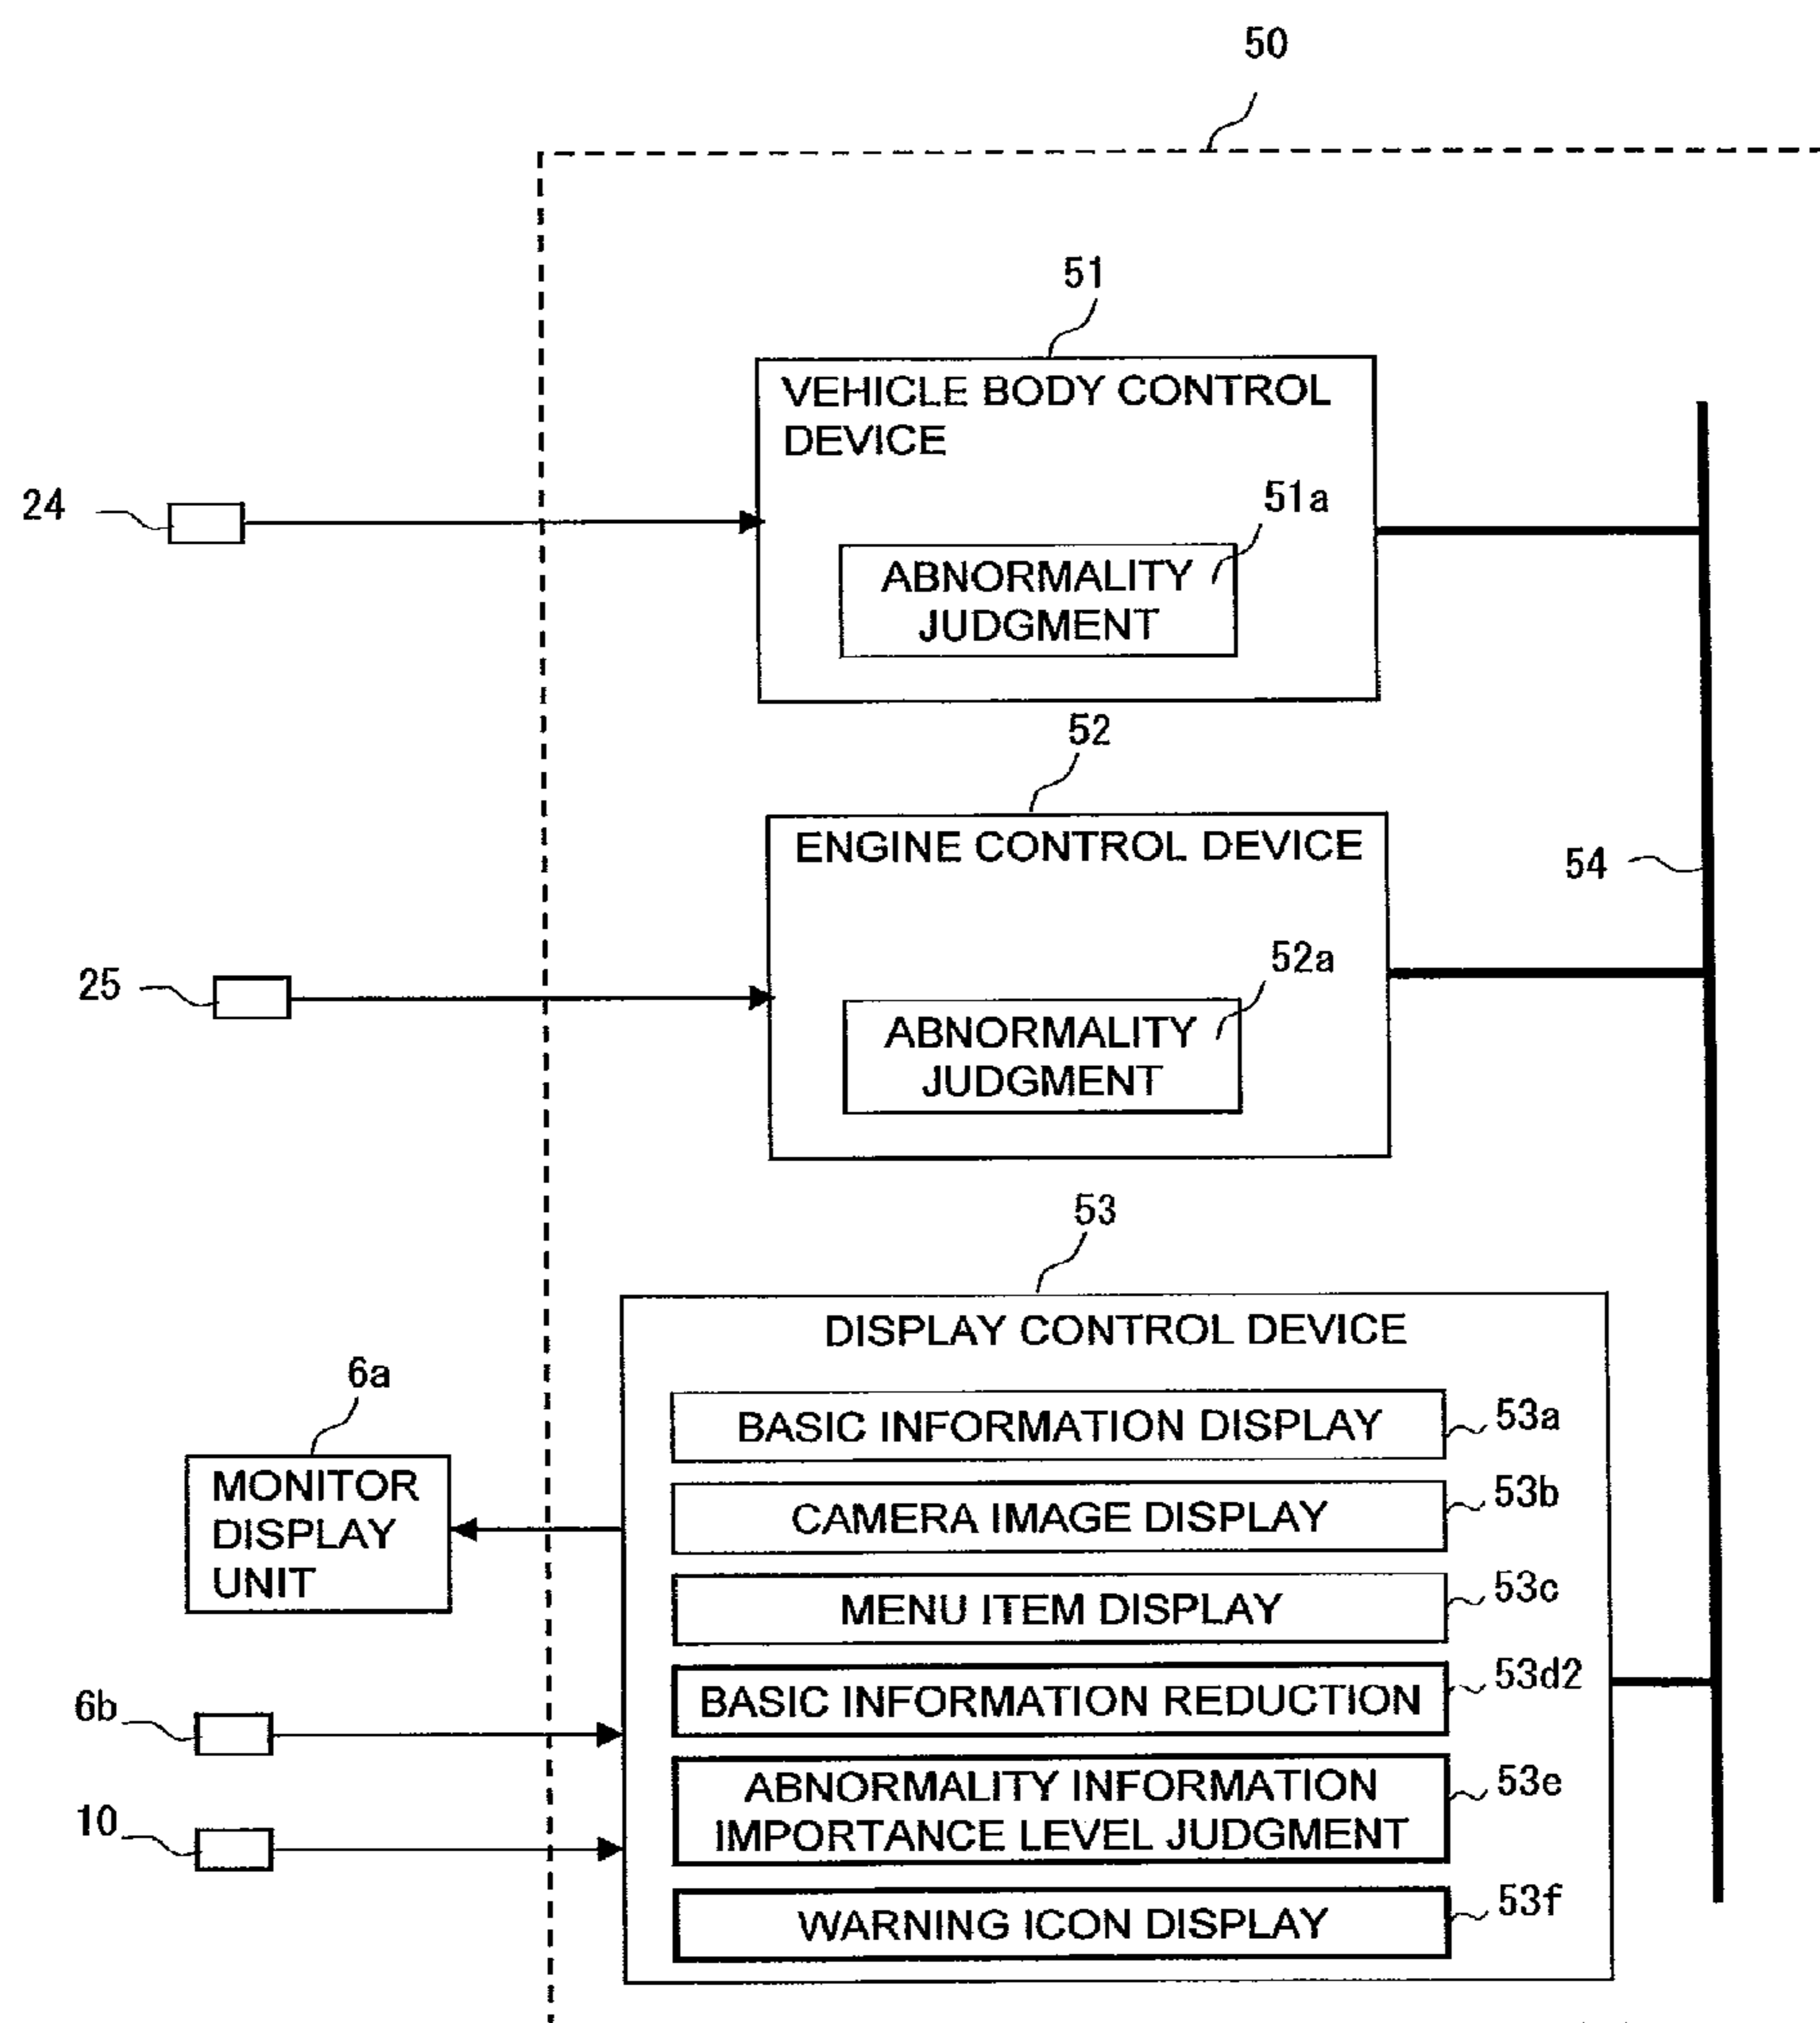 50
51
VEHICLE BODY CONTROL
DEVICE
24
51a
ABNORMALITY
JUDGMENT
52
ENGINE CONTROL DEVICE
54
25
52a
ABNORMALITY
JUDGMENT
53
DISPLAY CONTROL DEVICE
6a
BASIC INFORMATION DISPLAY
53a
MONITOR
DISPLAY
UNIT
CAMERA IMAGE DISPLAY
53b
MENU ITEM DISPLAY
53c
6b
BASIC INFORMATION REDUCTION
53d2
10
ABNORMALITY INFORMATION
IMPORTANCE LEVEL JUDGMENT
53e
WARNING ICON DISPLAY
53f